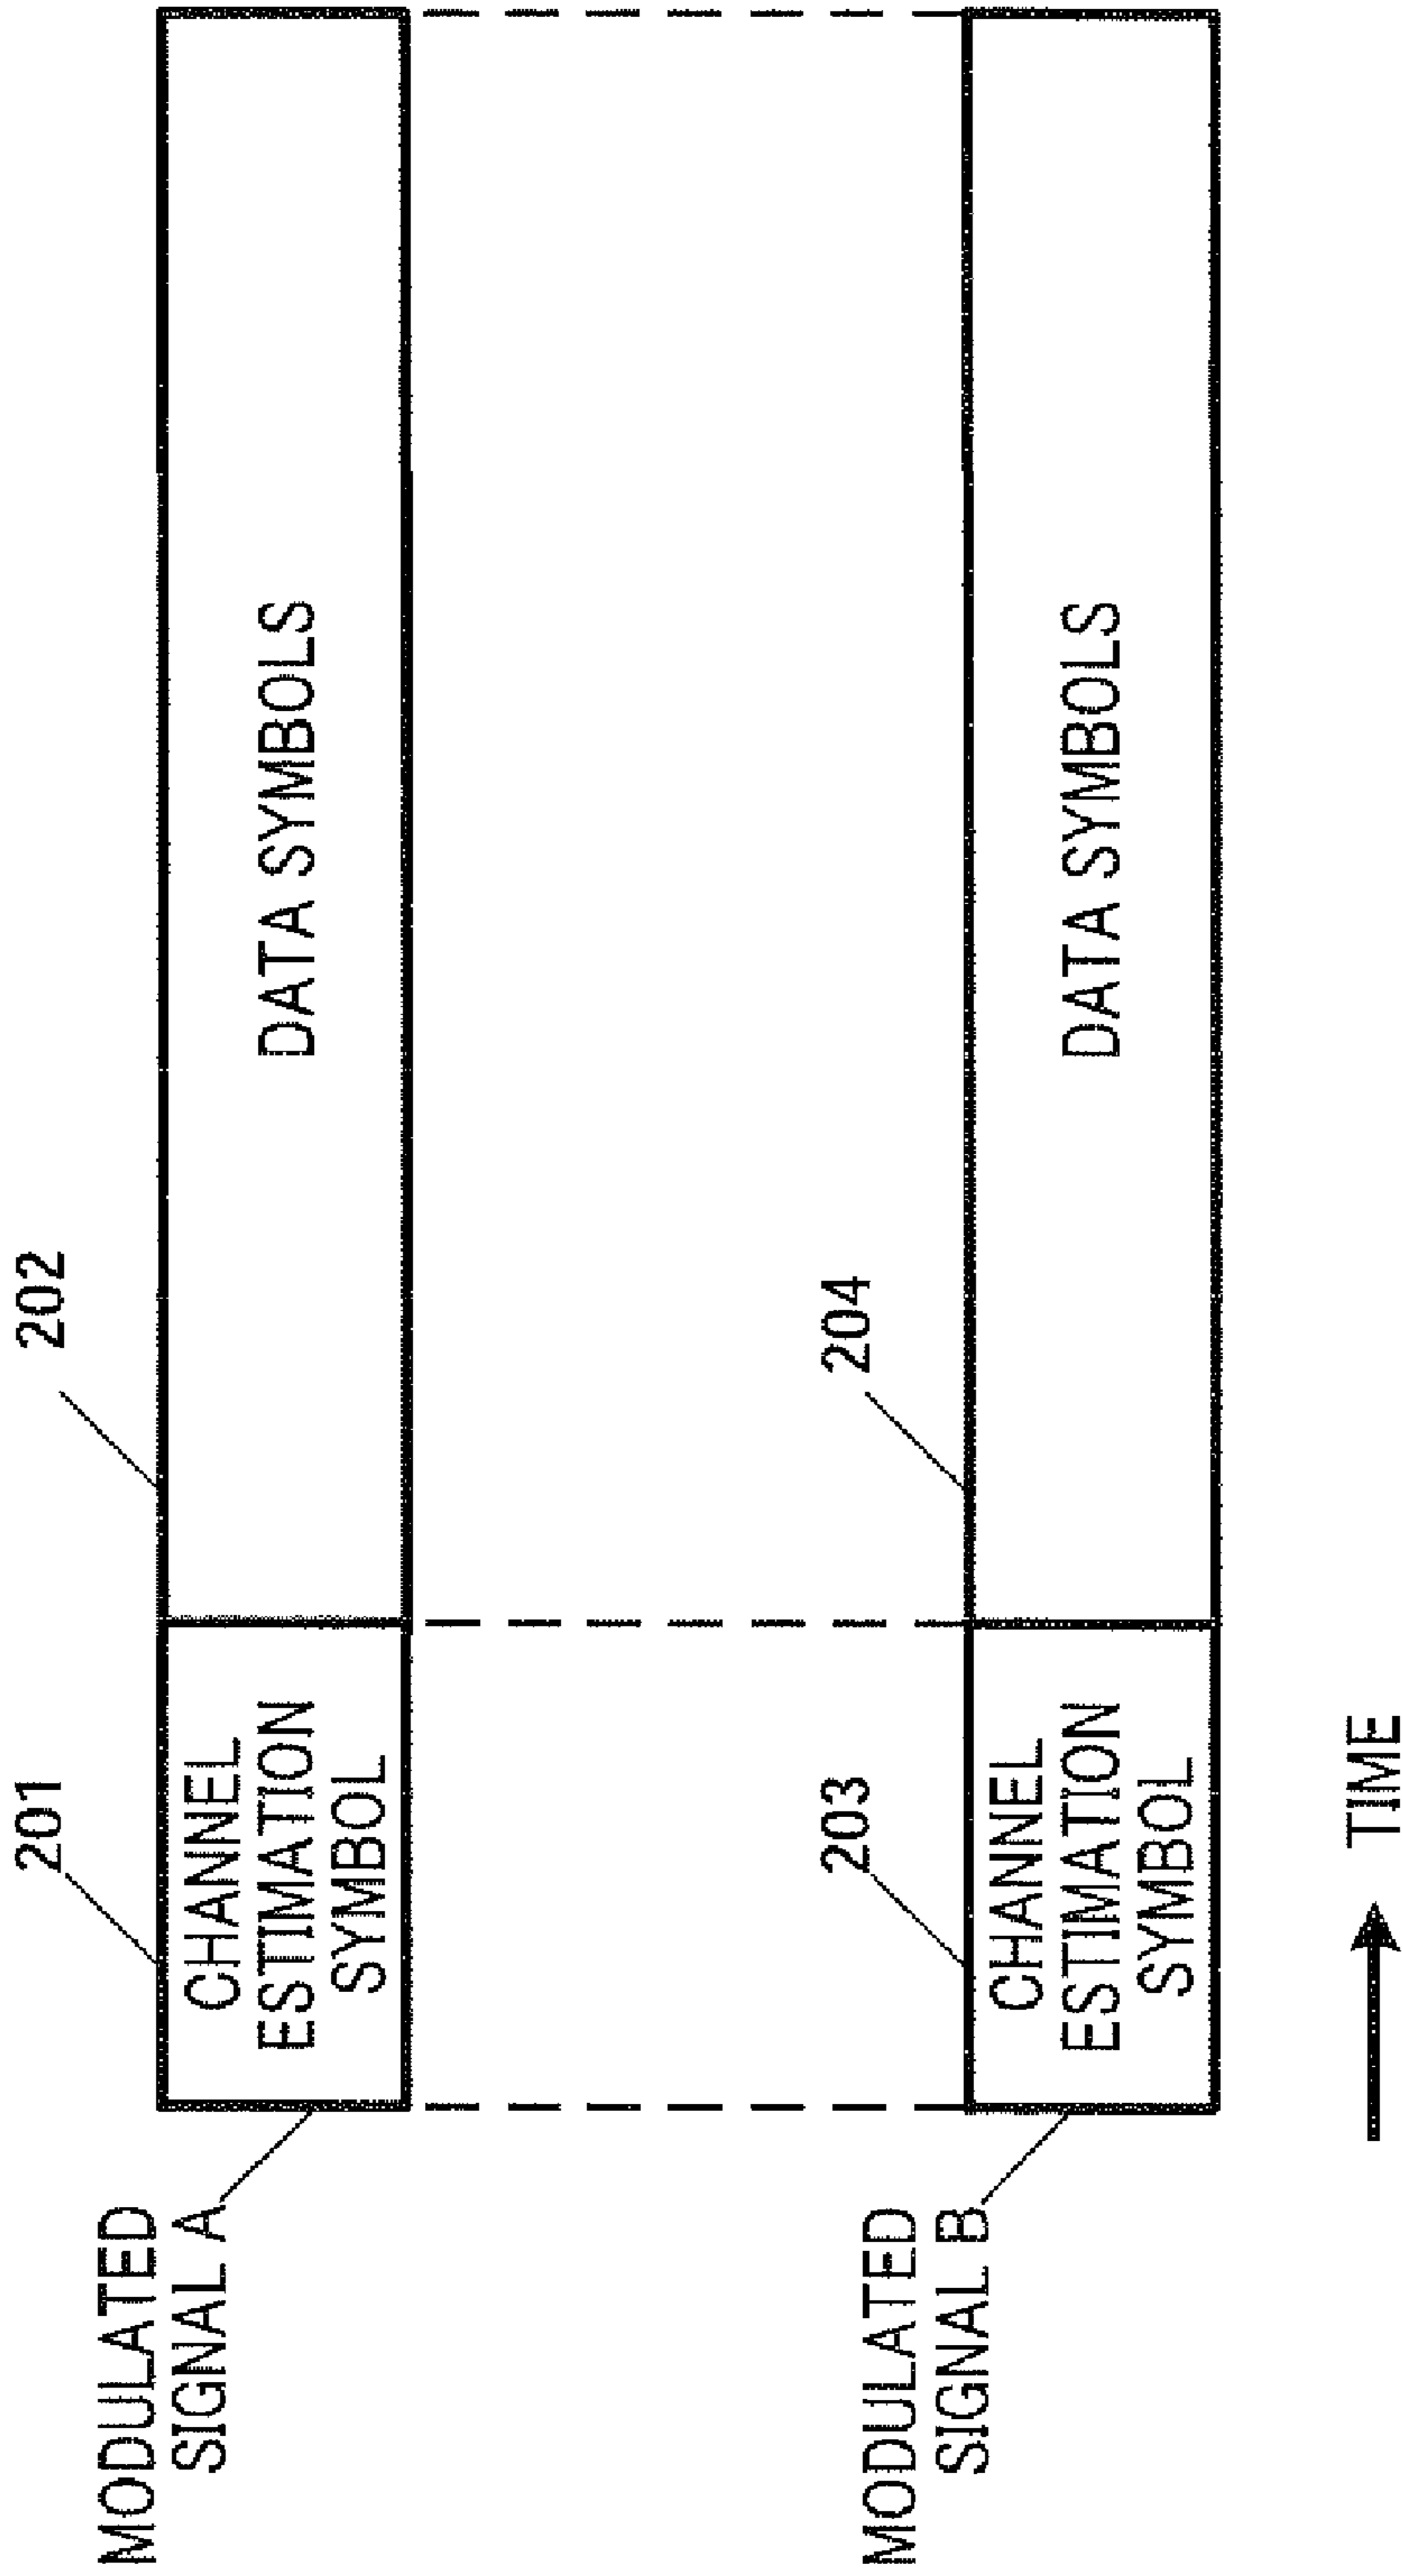 201
202
MODULATED
SIGNAL A
CHANNEL
ESTIMATION
SYMBOL
DATA SYMBOLS
203
204
MODULATED
SIGNAL B
CHANNEL
ESTIMATION
SYMBOL
DATA SYMBOLS
TIME